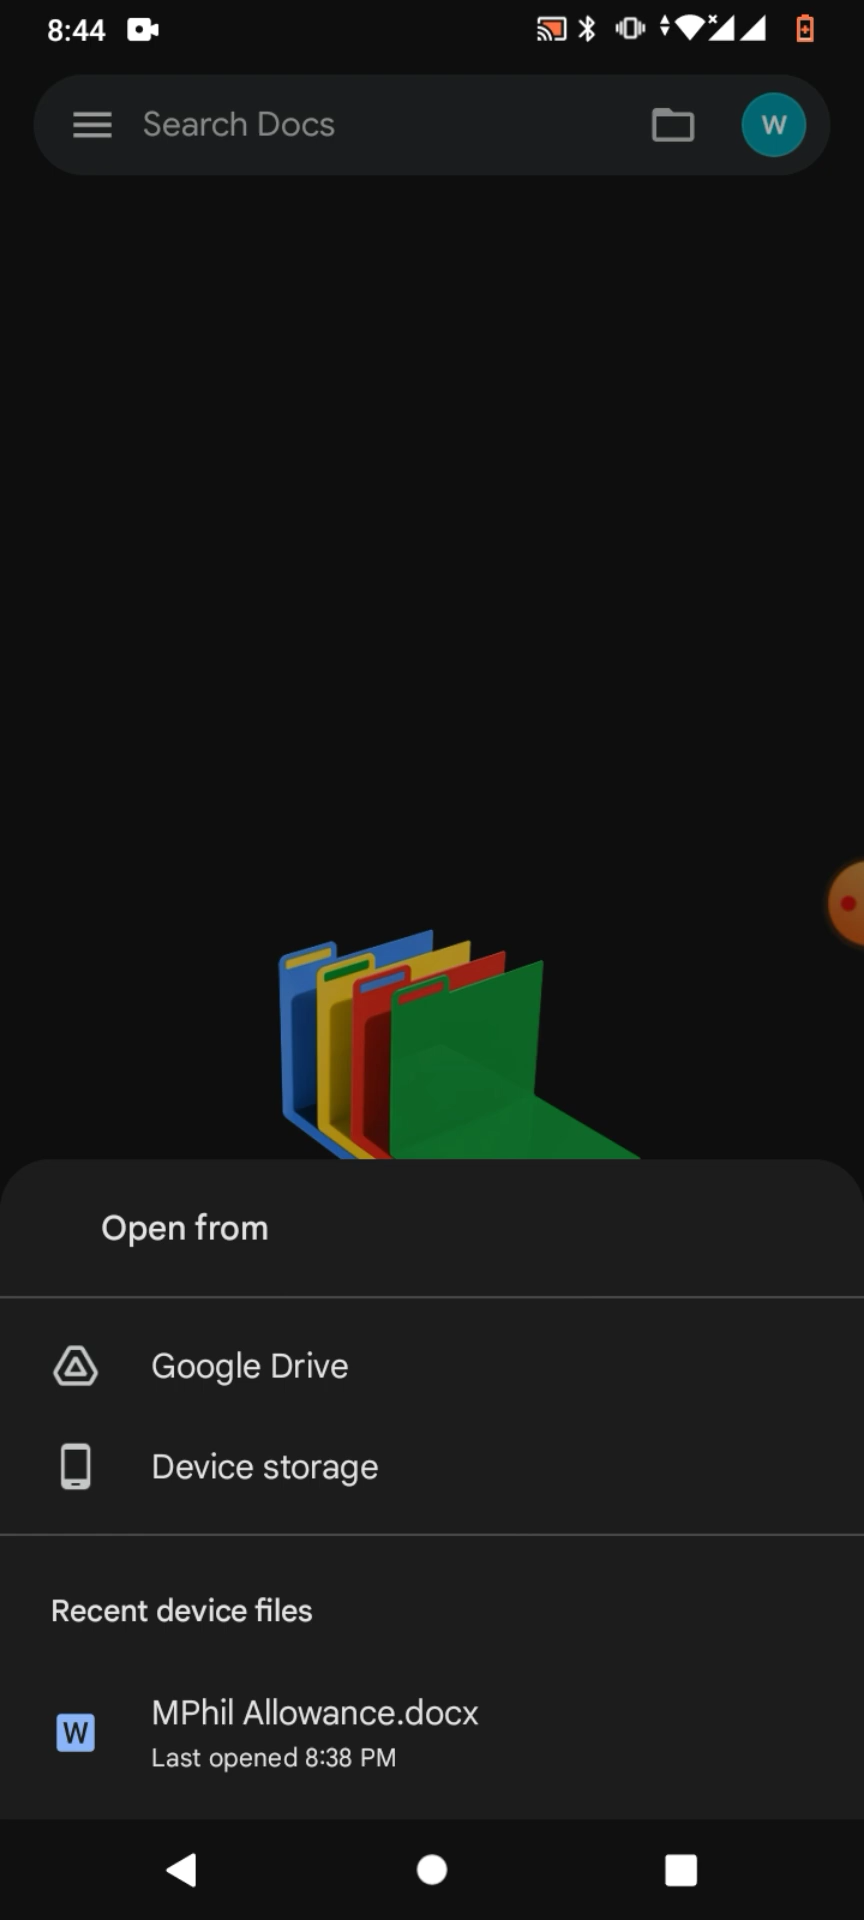 8:44
Search Docs
W
Open from
Google Drive
Device storage
Recent device files
W
MPhil Allowance.docx
Last opened 8:38 PM